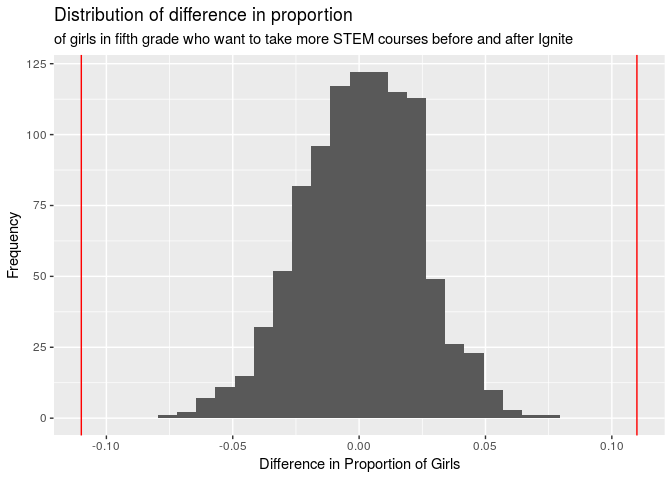 Distribution of difference in proportion
of girls in fifth grade who want to take more STEM courses before and after Ignite
125
100
75
50
25
0
Frequency
-0.10
-0.05
0.00
0.05
0.10
Difference in Proportion of Girls